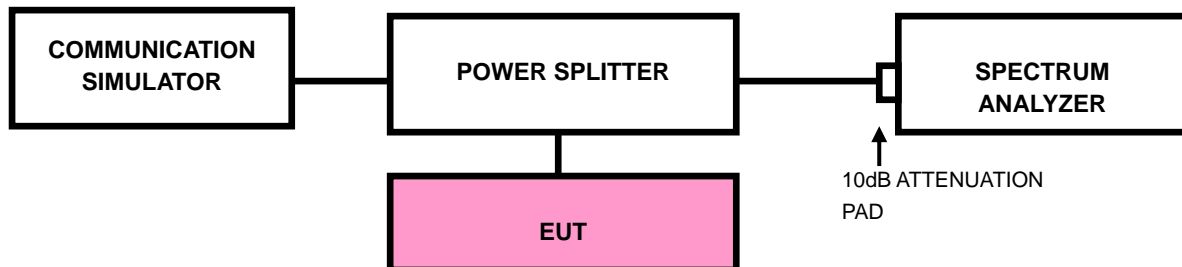 COMMUNICATION
SIMULATOR
POWER SPLITTER
SPECTRUM
ANALYZER
10dB ATTENUATION
PAD
EUT